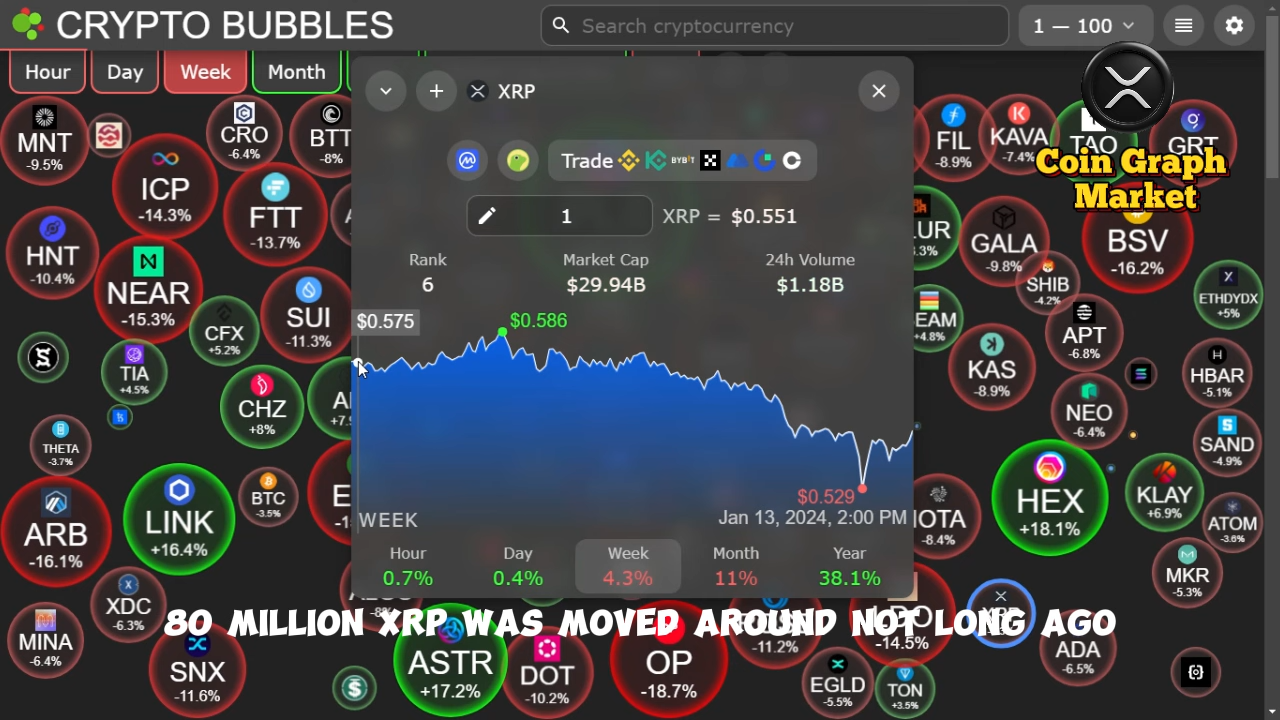 CRYPTO BUBBLES
Search cryptocurrency
1 — 100
Hour
Day
Week
Month
XRP
Trade
BYBIT
1
XRP = $0.551
Rank
Market Cap
24h Volume
6
$29.94B
$1.18B
$0.575
$0.586
$0.529
WEEK
Jan 13, 2024, 2:00 PM
Hour
Day
Week
Month
Year
0.7%
0.4%
4.3%
11%
38.1%
80 MILLION XRP WAS MOVED AROUND NOT LONG AGO
Coin Graph
Market
MNT
-9.5%
CRO
-6.4%
BTT
-8%
ICP
-14.3%
FTT
-13.7%
HNT
-10.4%
NEAR
-15.3%
CFX
+5.2%
SUI
-11.3%
TIA
+4.5%
CHZ
+8%
THETA
-3.7%
ARB
-16.1%
LINK
+16.4%
BTC
-3.5%
XDC
-6.3%
MINA
-6.4%
SNX
-11.6%
ASTR
+17.2%
DOT
-10.2%
OP
-18.7%
-11.2%
-14.5%
EGLD
-5.5%
TON
+3.5%
XRP
ADA
-6.5%
FIL
-8.9%
KAVA
-7.4%
TAO
GRT
GALA
-9.8%
SHIB
-4.2%
BSV
-16.2%
ETHDYDX
+5%
+4.8%
APT
-6.8%
KAS
-8.9%
HBAR
-5.1%
NEO
-6.4%
SAND
-4.9%
HEX
+18.1%
KLAY
+6.9%
ATOM
-3.6%
IOTA
-8.4%
MKR
-5.3%